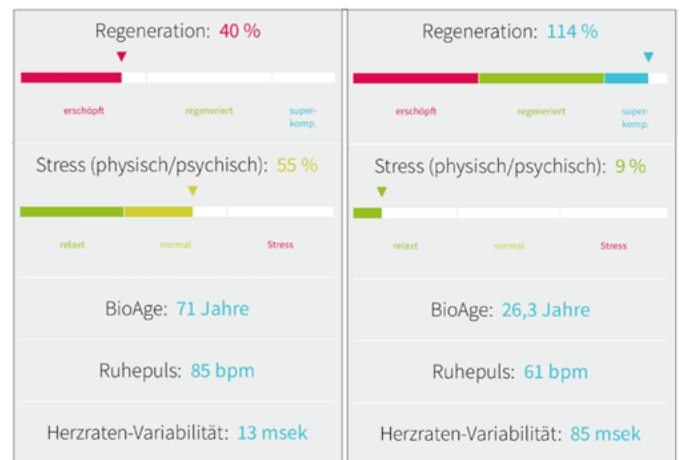 Regeneration: 40 %
erschöpft regeneriert super-
komp.
Stress (physisch/psychisch): 55 %
relaxt normal Stress
BioAge: 71 Jahre
Ruhepuls: 85 bpm
Herzraten-Variabilität: 13 msek
Regeneration: 114 %
erschöpft regeneriert super-
komp.
Stress (physisch/psychisch): 9 %
relaxt normal Stress
BioAge: 26,3 Jahre
Ruhepuls: 61 bpm
Herzraten-Variabilität: 85 msek